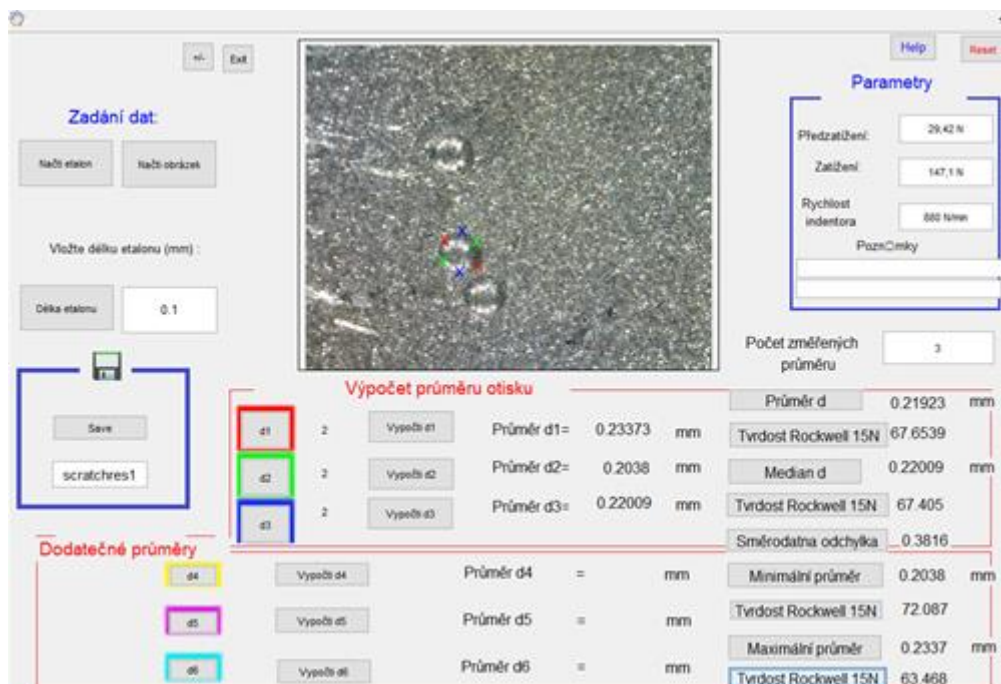 +/-
Exit
Help
Reset
Zadání dat:
Načti etalon
Načti obrázek
Vložte délku etalonu (mm) :
Délka etalonu
0.1
Save
scratchres1
Parametry
Předzatížení:
29,42 N
Zatížení:
147,1 N
Rychlost
indentora
880 N/min
Pozn□mky
Počet změřených
průměru
3
Výpočet průměru otisku
d1
2
Vypočti d1
Průměr d1=
0.23373
mm
d2
2
Vypočti d2
Průměr d2=
0.2038
mm
d3
2
Vypočti d3
Průměr d3=
0.22009
mm
Průměr d
0.21923
mm
Tvrdost Rockwell 15N
67.6539
Median d
0.22009
mm
Tvrdost Rockwell 15N
67.405
Směrodatna odchylka
0.3816
Dodatečné průměry
d4
Vypočti d4
Průměr d4
=
mm
d5
Vypočti d5
Průměr d5
=
mm
d6
Vypočti d6
Průměr d6
=
mm
Minimální průměr
0.2038
mm
Tvrdost Rockwell 15N
72.087
Maximální průměr
0.2337
mm
Tvrdost Rockwell 15N
63.468